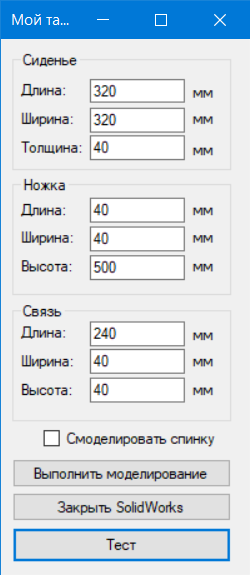 Мой та...
Сиденье
Длина: 320 мм
Ширина: 320 мм
Толщина: 40 мм
Ножка
Длина: 40 мм
Ширина: 40 мм
Высота: 500 мм
Связь
Длина: 240 мм
Ширина: 40 мм
Высота: 40 мм
Смоделировать спинку
Выполнить моделирование
Закрыть SolidWorks
Тест